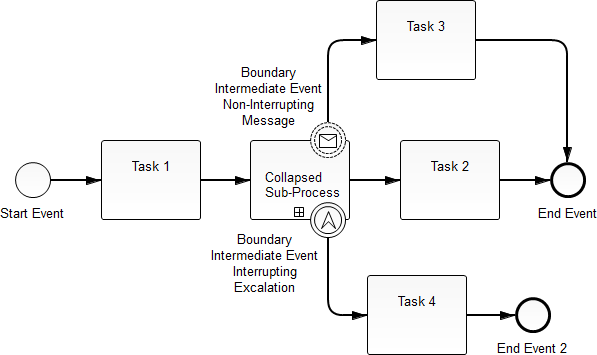 Task 3
Boundary
Intermediate Event
Non-Interrupting
Message
Task 1
Collapsed
Sub-Process
Task 2
Start Event
End Event
Boundary
Intermediate Event
Interrupting
Excalation
Task 4
End Event 2